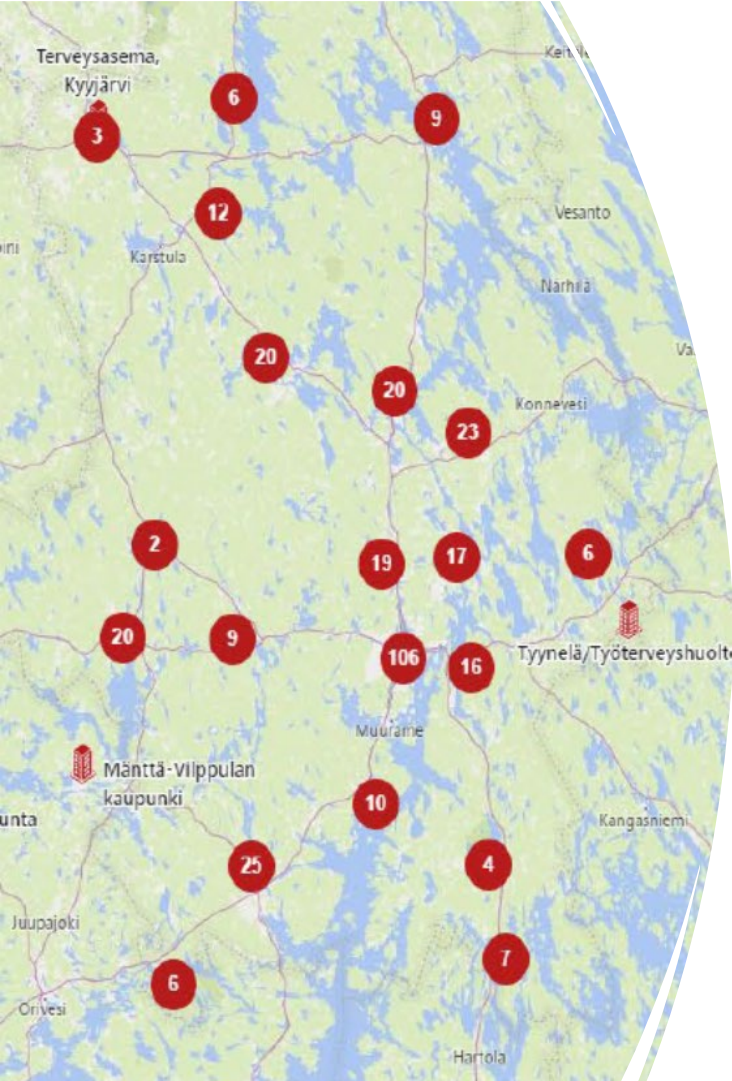 Terveysasema,
Kyyjärvi
6
9
3
Vesanto
12
Karstula
20
20
23
Konnevesi
2
19
17
6
20
9
106
16
Tyynelä/Työterveyshuolto
Muurame
Mänttä-Vilppulan
kaupunki
10
unta
Kangasniemi
25
4
Juupajoki
7
6
Orivesi
Hartola